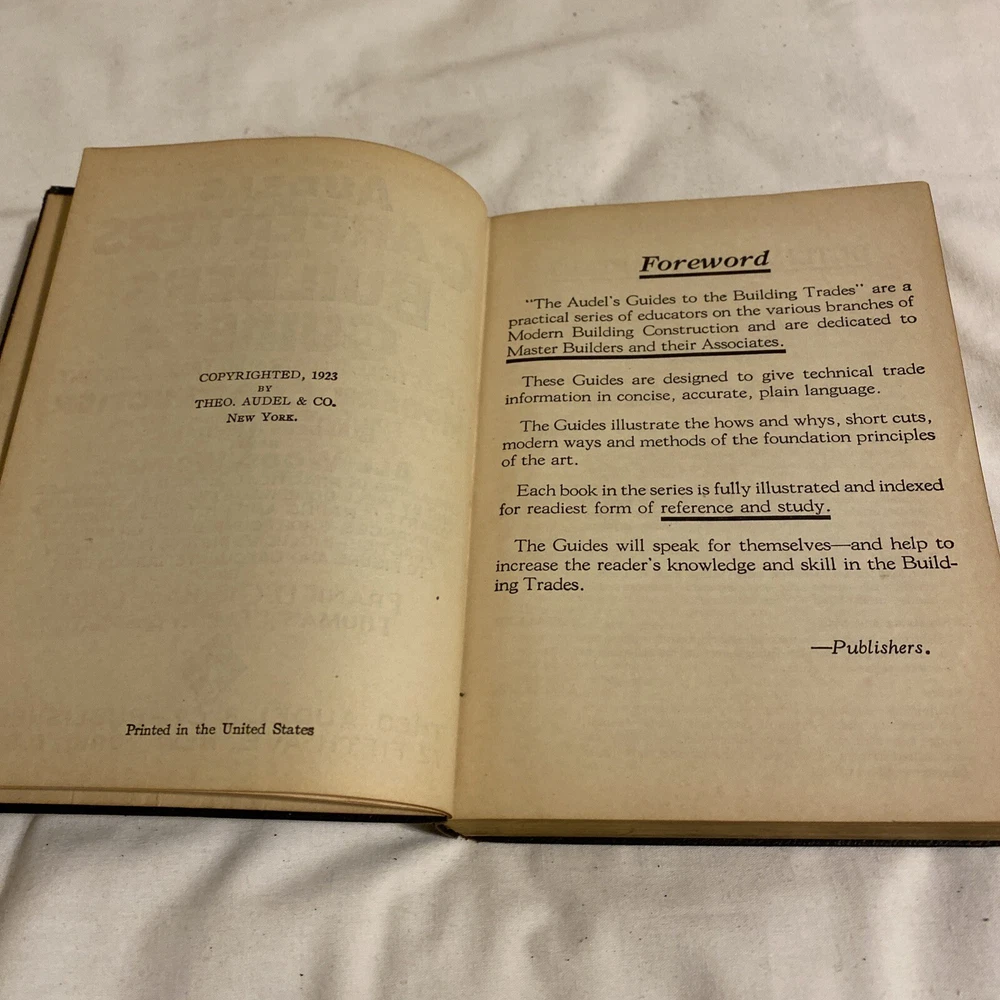 COPYRIGHTED, 1923
BY
THEO. AUDEL & CO.
NEW YORK.
Printed in the United States
Foreword
"The Audel's Guides to the Building Trades" are a
practical series of educators on the various branches of
Modern Building Construction and are dedicated to
Master Builders and their Associates.
These Guides are designed to give technical trade
information in concise, accurate, plain language.
The Guides illustrate the hows and whys, short cuts,
modern ways and methods of the foundation principles
of the art.
Each book in the series is fully illustrated and indexed
for readiest form of reference and study.
The Guides will speak for themselves—and help to
increase the reader's knowledge and skill in the Build-
ing Trades.
—Publishers.